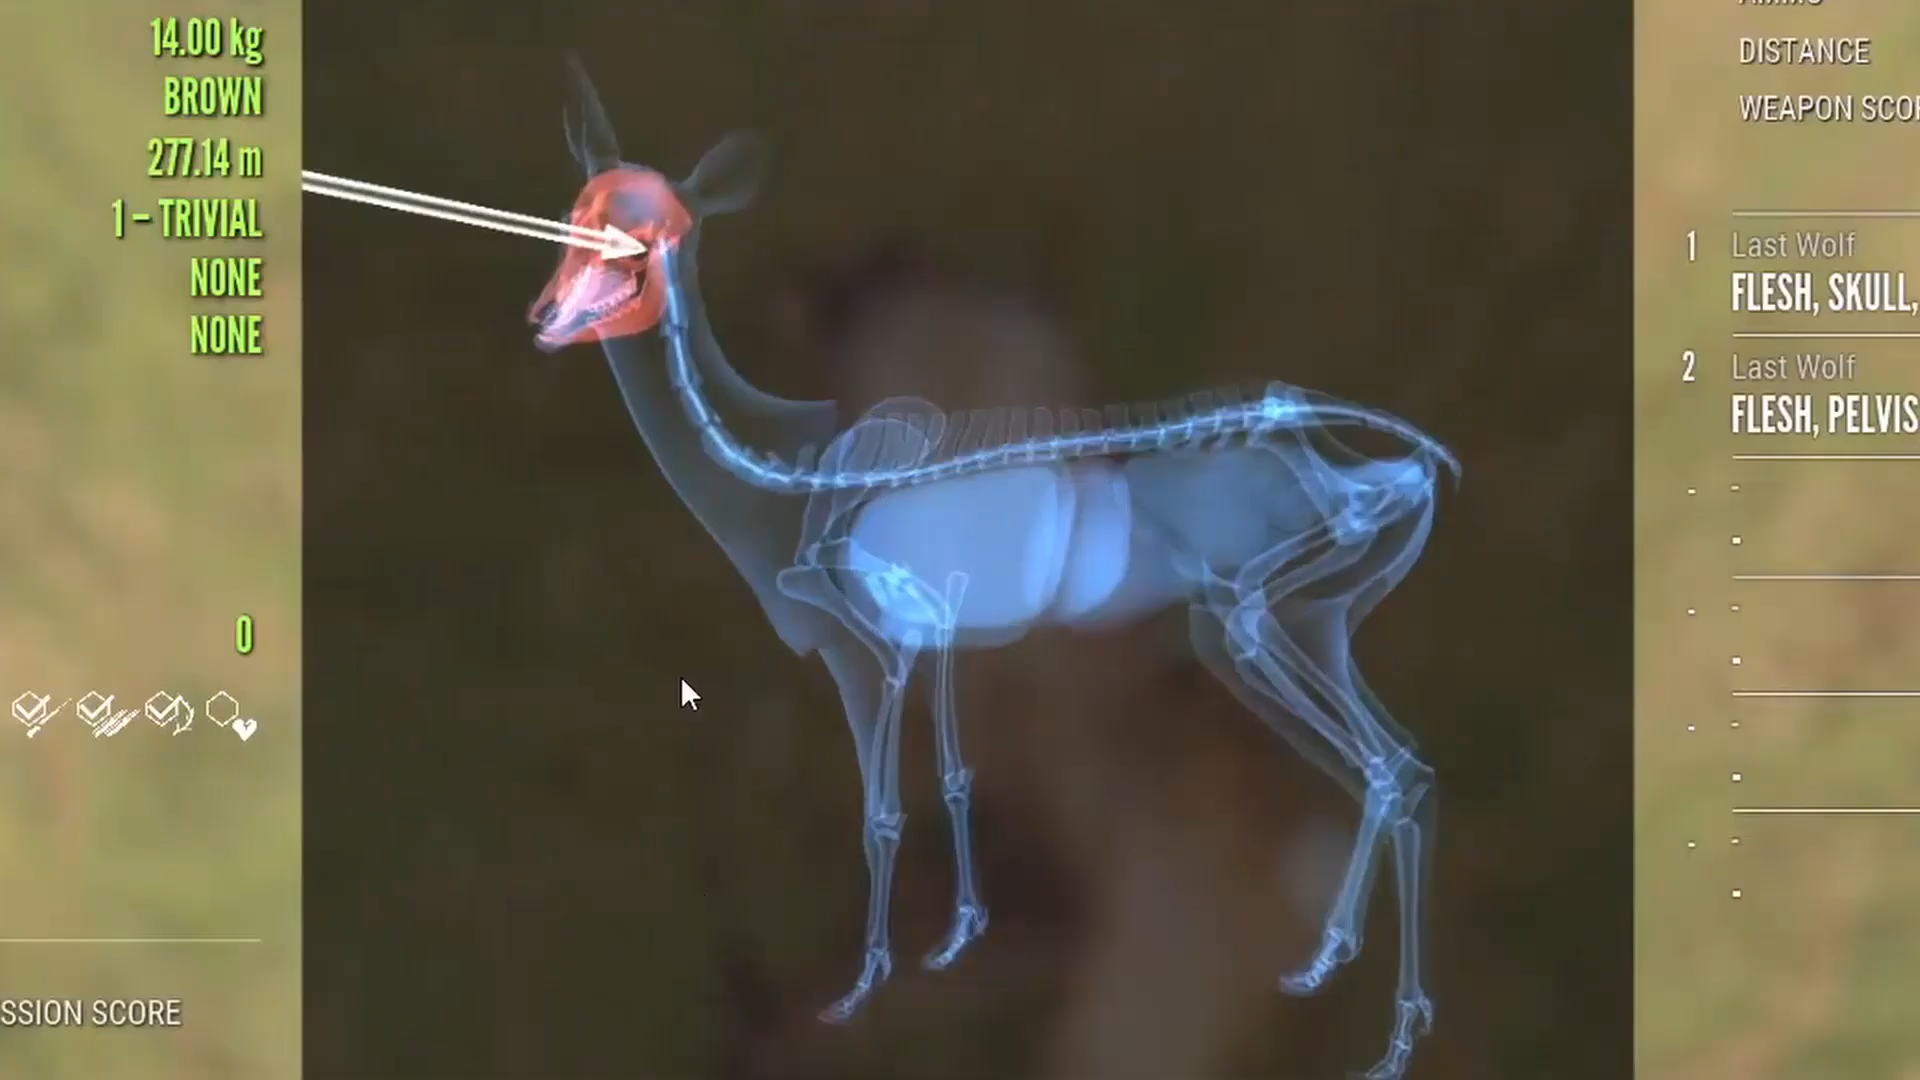 14.00 kg
BROWN
277.14 m
1 – TRIVIAL
NONE
NONE
0
SSION SCORE
DISTANCE
WEAPON SCO
1 Last Wolf
FLESH, SKULL,
2 Last Wolf
FLESH, PELVIS
- -
-
- -
-
- -
-
- -
-